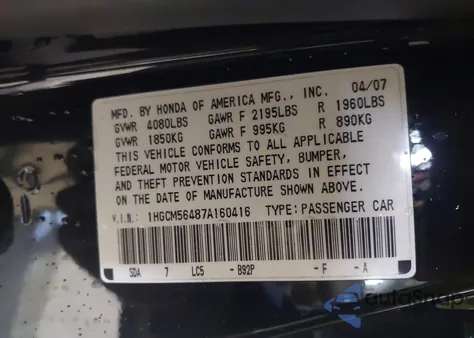 MFD. BY HONDA OF AMERICA MFG., INC. 04/07
GVWR 4080LBS GAWR F 2195LBS R 1960LBS
GVWR 1850KG GAWR F 995KG R 890KG
THIS VEHICLE CONFORMS TO ALL APPLICABLE
FEDERAL MOTOR VEHICLE SAFETY, BUMPER,
AND THEFT PREVENTION STANDARDS IN EFFECT
ON THE DATE OF MANUFACTURE SHOWN ABOVE.
V.I.N.: 1HGCM56487A160416 TYPE: PASSENGER CAR
SDA 7 LC5 - B92P - F - A
autoSnaps